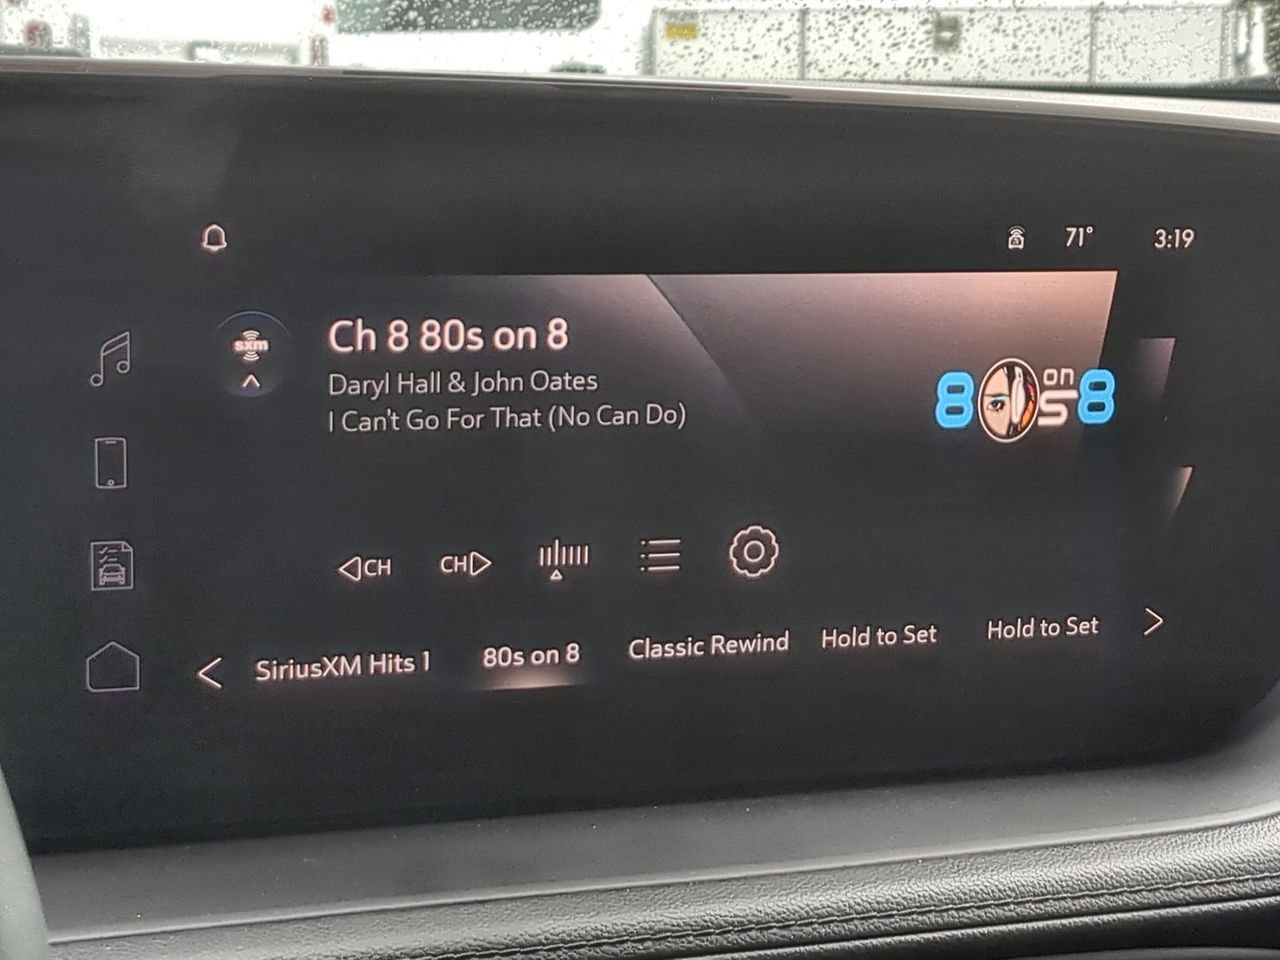 71° 3:19
sxm
Ch 8 80s on 8
Daryl Hall & John Oates
I Can't Go For That (No Can Do)
80s on 8
CH CH
SiriusXM Hits 1 80s on 8 Classic Rewind Hold to Set Hold to Set